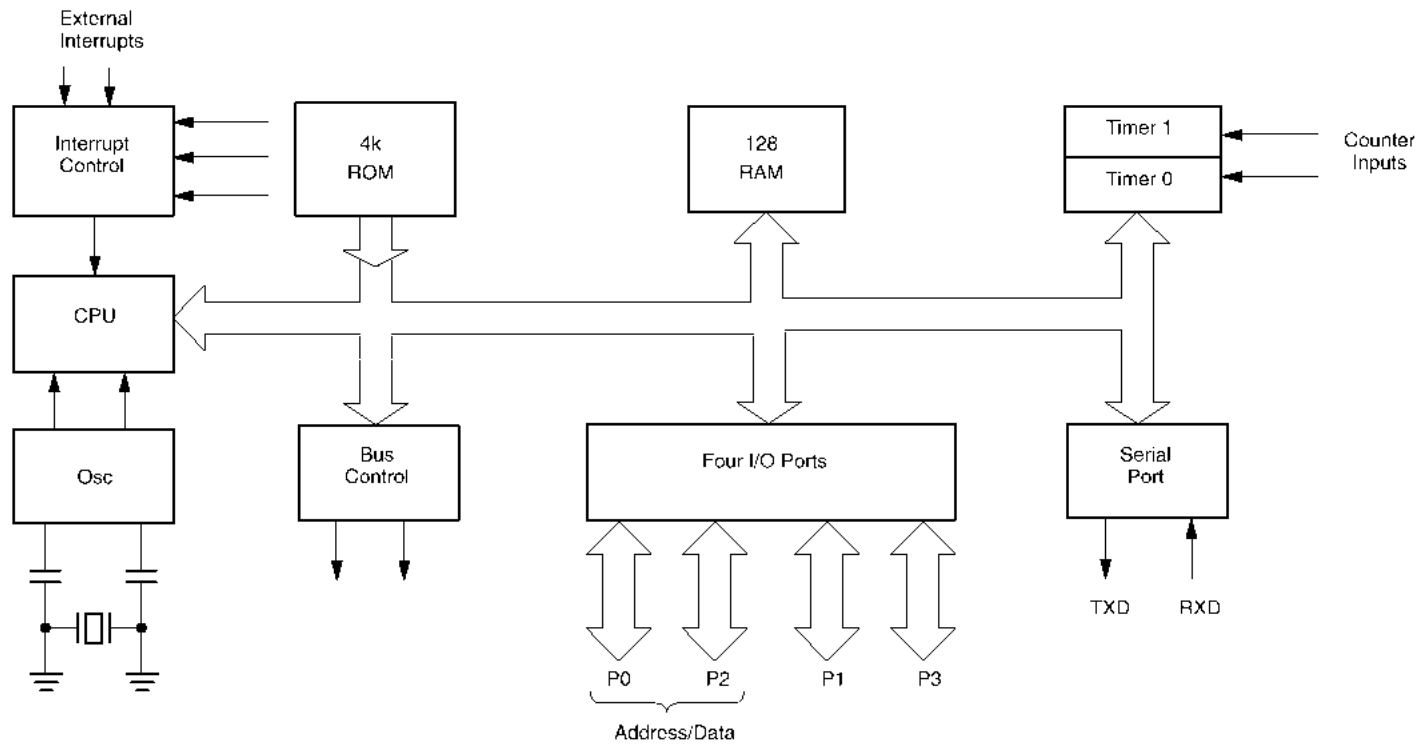 External
Interrupts
Interrupt
Control
4k
ROM
128
RAM
Timer 1
Timer 0
Counter
Inputs
CPU
Osc
Bus
Control
Four I/O Ports
Serial
Port
TXD
RXD
P0
P2
P1
P3
Address/Data